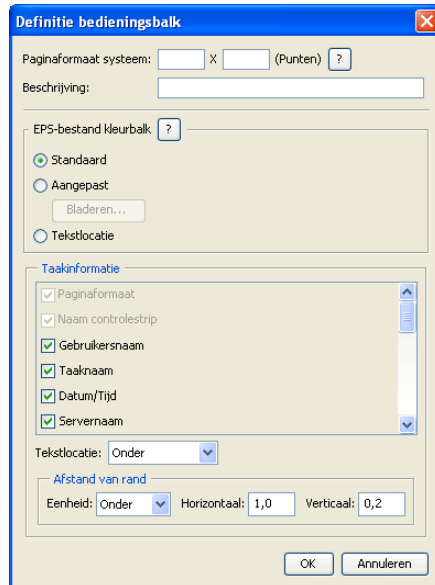 Definitie bedieningsbalk
Paginaformaat systeem: X (Punten) ?
Beschrijving:
EPS-bestand kleurbalk ?
Standaard
Aangepast
Bladeren...
Tekstlocatie
Taakinformatie
Paginaformaat
Naam controlestrip
Gebruikersnaam
Taaknaam
Datum/Tijd
Servernaam
Tekstlocatie: Onder
Afstand van rand
Eenheid: Onder Horizontaal: 1,0 Verticaal: 0,2
OK Annuleren